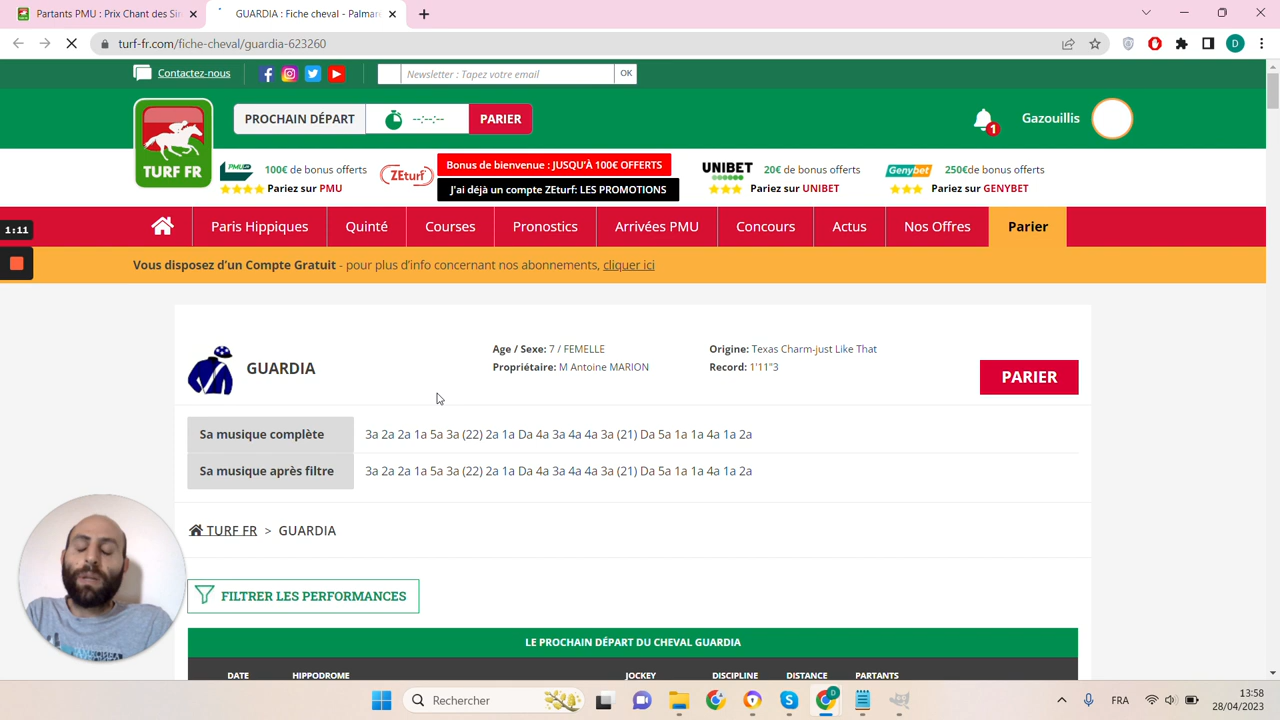 Partants PMU : Prix Chant des Sir
GUARDIA : Fiche cheval - Palmare
turf-fr.com/fiche-cheval/guardia-623260
D
Contactez-nous
Newsletter : Tapez votre email
OK
TURF FR
PROCHAIN DÉPART
--:--:--
PARIER
1
Gazouillis
PMU
100€ de bonus offerts
Pariez sur PMU
ZEturf
Bonus de bienvenue : JUSQU'À 100€ OFFERTS
J'ai déjà un compte ZEturf: LES PROMOTIONS
UNIBET
20€ de bonus offerts
Pariez sur UNIBET
Genybet
250€de bonus offerts
Pariez sur GENYBET
1:11
Paris Hippiques
Quinté
Courses
Pronostics
Arrivées PMU
Concours
Actus
Nos Offres
Parier
Vous disposez d'un Compte Gratuit - pour plus d'info concernant nos abonnements, cliquer ici
GUARDIA
Age / Sexe: 7 / FEMELLE
Propriétaire: M Antoine MARION
Origine: Texas Charm-just Like That
Record: 1'11"3
PARIER
Sa musique complète
3a 2a 2a 1a 5a 3a (22) 2a 1a Da 4a 3a 4a 4a 3a (21) Da 5a 1a 1a 4a 1a 2a
Sa musique après filtre
3a 2a 2a 1a 5a 3a (22) 2a 1a Da 4a 3a 4a 4a 3a (21) Da 5a 1a 1a 4a 1a 2a
TURF FR > GUARDIA
FILTRER LES PERFORMANCES
LE PROCHAIN DÉPART DU CHEVAL GUARDIA
DATE HIPPODROME JOCKEY DISCIPLINE DISTANCE PARTANTS
Rechercher
D
FRA
13:58
28/04/2023